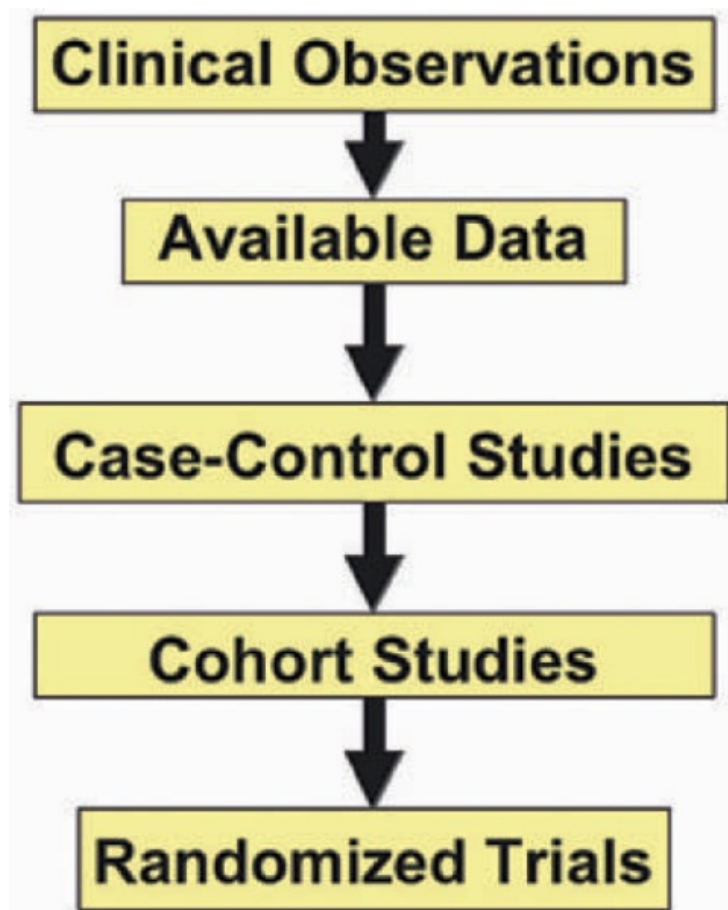 Clinical Observations
Available Data
Case-Control Studies
Cohort Studies
Randomized Trials